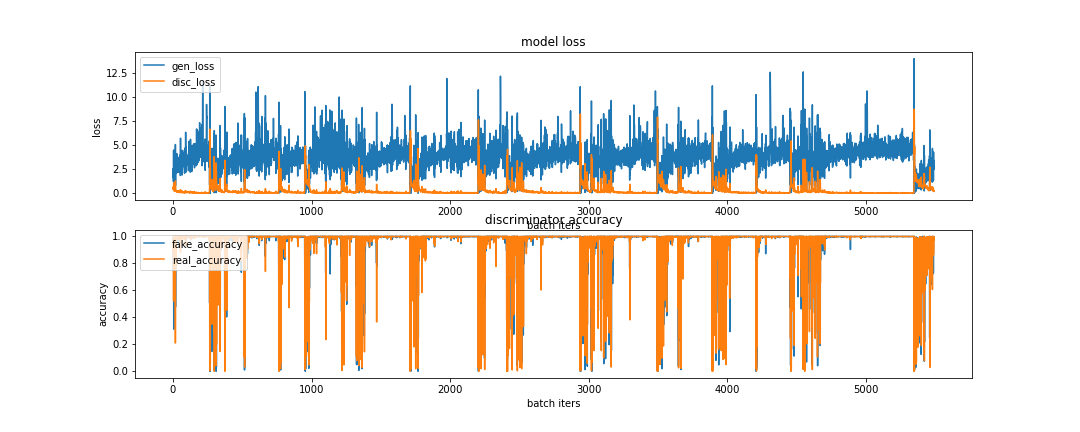 model loss
gen_loss
disc_loss
loss
12.5
10.0
7.5
5.0
2.5
0.0
0
1000
2000
3000
4000
5000
batch iters
discriminator accuracy
fake_accuracy
real_accuracy
accuracy
1.0
0.8
0.6
0.4
0.2
0.0
0
1000
2000
3000
4000
5000
batch iters